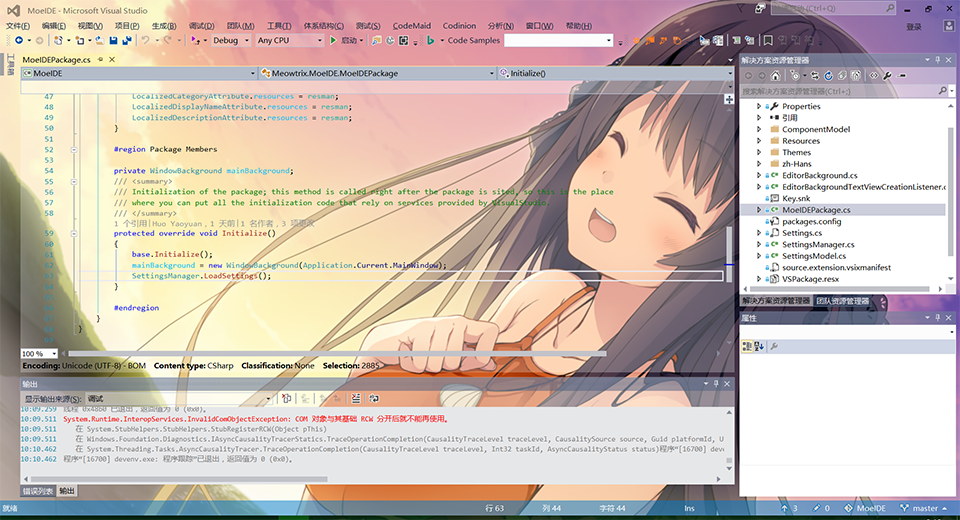 MoeIDE - Microsoft Visual Studio
文件(F) 编辑(E) 视图(V) 项目(P) 生成(B) 调试(D) 团队(M) 工具(T) 体系结构(C) 测试(S) CodeMaid Codinion 分析(N) 窗口(W) 帮助(H)
登录
Debug Any CPU 启动 Code Samples
MoeIDEPackage.cs
MoeIDE Meowtrix.MoeIDE.MoeIDEPackage Initialize()
47 LocalizedCategoryAttribute.resources = resman;
48 LocalizedDisplayNameAttribute.resources = resman;
49 LocalizedDescriptionAttribute.resources = resman;
50 }
51
52 #region Package Members
53
54 private WindowBackground mainBackground;
55 /// <summary>
56 /// Initialization of the package; this method is called right after the package is sited, so this is the place
57 /// where you can put all the initialization code that rely on services provided by VisualStudio.
58 /// </summary>
1 个引用|Huo Yaoyuan，1 天前|1 名作者，3 项更改
59 protected override void Initialize()
60 {
61 base.Initialize();
62 mainBackground = new WindowBackground(Application.Current.MainWindow);
63 SettingsManager.LoadSettings();
64 }
65
66 #endregion
67 }
68 }
100 %
Encoding: Unicode (UTF-8) - BOM Content type: CSharp Classification: None Selection: 2885
输出
显示输出来源(S): 调试
10:09.259 线程 0x4860 已退出，返回值为 0 (0x0)。
10:09.511 System.Runtime.InteropServices.InvalidComObjectException: COM 对象与其基础 RCW 分开后就不能再使用。
10:09.511 在 System.StubHelpers.StubHelpers.StubRegisterRCW(Object pThis)
10:09.511 在 Windows.Foundation.Diagnostics.IAsyncCausalityTracerStatics.TraceOperationCompletion(CausalityTraceLevel traceLevel, CausalitySource source, Guid platformId, U
10:10.462 在 System.Threading.Tasks.AsyncCausalityTracer.TraceOperationCompletion(CausalityTraceLevel traceLevel, Int32 taskId, AsyncCausalityStatus status)程序“[16700] deve
10:10.462 程序“[16700] devenv.exe: 程序跟踪”已退出，返回值为 0 (0x0)。
错误列表 输出
就绪 行 63 列 44 字符 44 Ins 3 0 MoeIDE master
解决方案资源管理器
搜索解决方案资源管理器(Ctrl+;)
Properties
引用
ComponentModel
Resources
Themes
zh-Hans
EditorBackground.cs
EditorBackgroundTextViewCreationListener.c
Key.snk
MoeIDEPackage.cs
packages.config
Settings.cs
SettingsManager.cs
SettingsModel.cs
source.extension.vsixmanifest
VSPackage.resx
解决方案资源管理器 团队资源管理器
属性